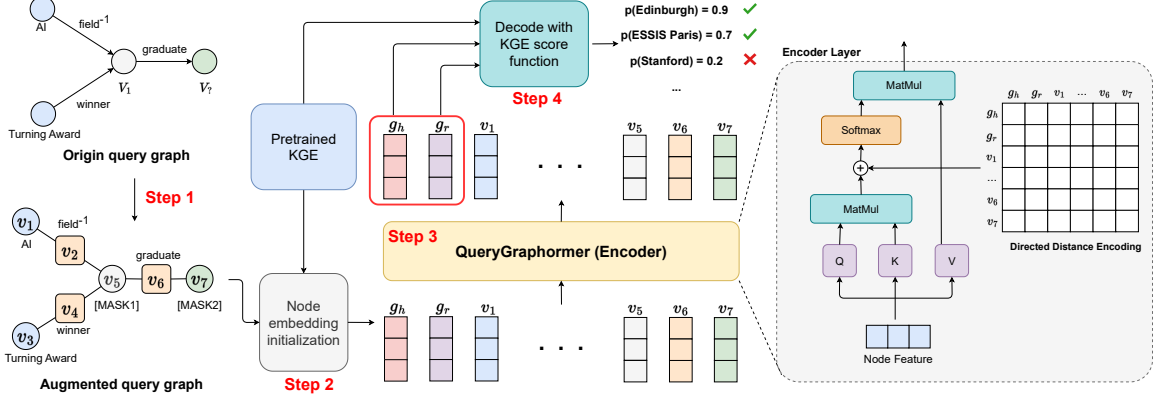 AI
field⁻¹
graduate
V₁
V?
winner
Turning Award
Origin query graph
Step 1
v₁
AI
field⁻¹
v₂
graduate
v₅
v₆
v₇
[MASK1]
[MASK2]
v₄
winner
v₃
Turning Award
Augmented query graph
Pretrained
KGE
Node
embedding
initialization
Step 2
Decode with
KGE score
function
Step 4
p(Edinburgh) = 0.9
p(ESSIS Paris) = 0.7
p(Stanford) = 0.2
...
g_h g_r v₁ v₅ v₆ v₇
. . .
Step 3
QueryGraphormer (Encoder)
g_h g_r v₁ v₅ v₆ v₇
. . .
Encoder Layer
MatMul
Softmax
+
MatMul
Q K V
Node Feature
g_h g_r v₁ ... v₆ v₇
g_h
g_r
v₁
...
v₆
v₇
Directed Distance Encoding